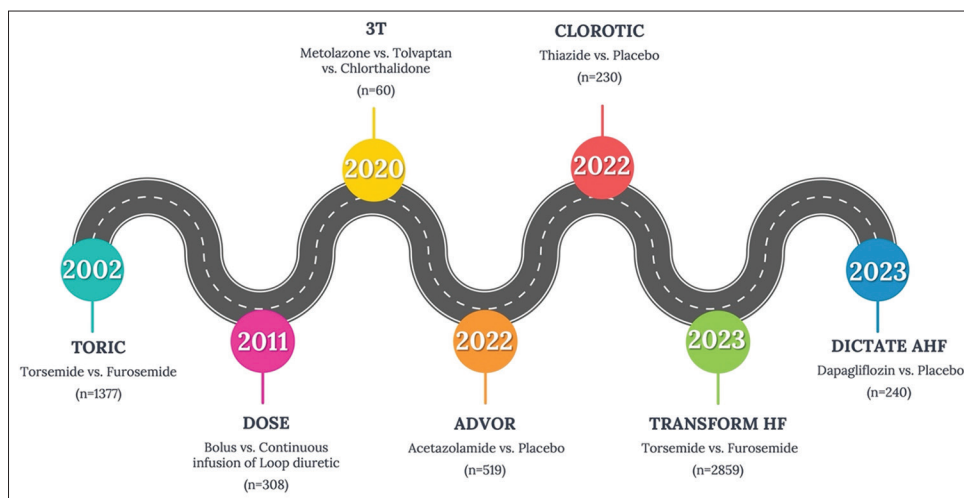 3T
Metolazone vs. Tolvaptan
vs. Chlorthalidone
(n=60)
CLOROTIC
Thiazide vs. Placebo
(n=230)
2020
2022
2002
2023
TORIC
Torsemide vs. Furosemide
(n=1377)
2011
2022
2023
DICTATE AHF
Dapagliflozin vs. Placebo
(n=240)
DOSE
Bolus vs. Continuous
infusion of Loop diuretic
(n=308)
ADVOR
Acetazolamide vs. Placebo
(n=519)
TRANSFORM HF
Torsemide vs. Furosemide
(n=2859)